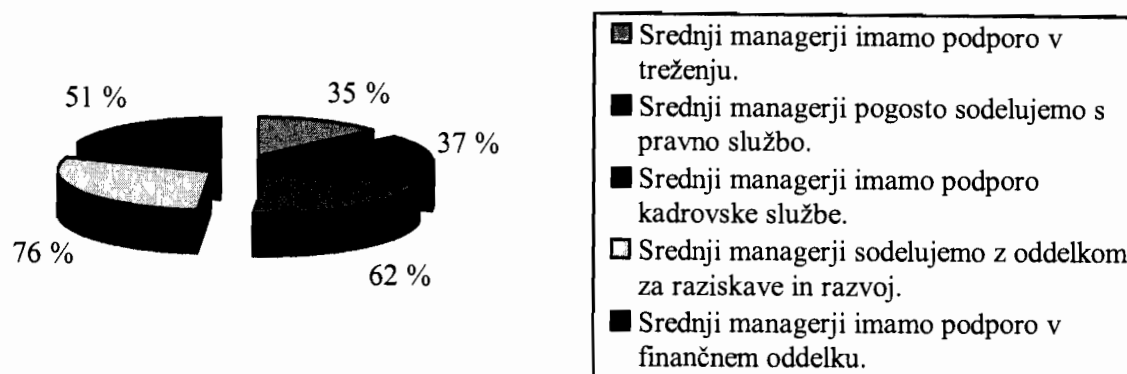 51 %
35 %
37 %
76 %
62 %
Srednji managerji imamo podporo v
treženju.
Srednji managerji pogosto sodelujemo s
pravno službo.
Srednji managerji imamo podporo
kadrovske službe.
Srednji managerji sodelujemo z oddelkom
za raziskave in razvoj.
Srednji managerji imamo podporo v
finančnem oddelku.